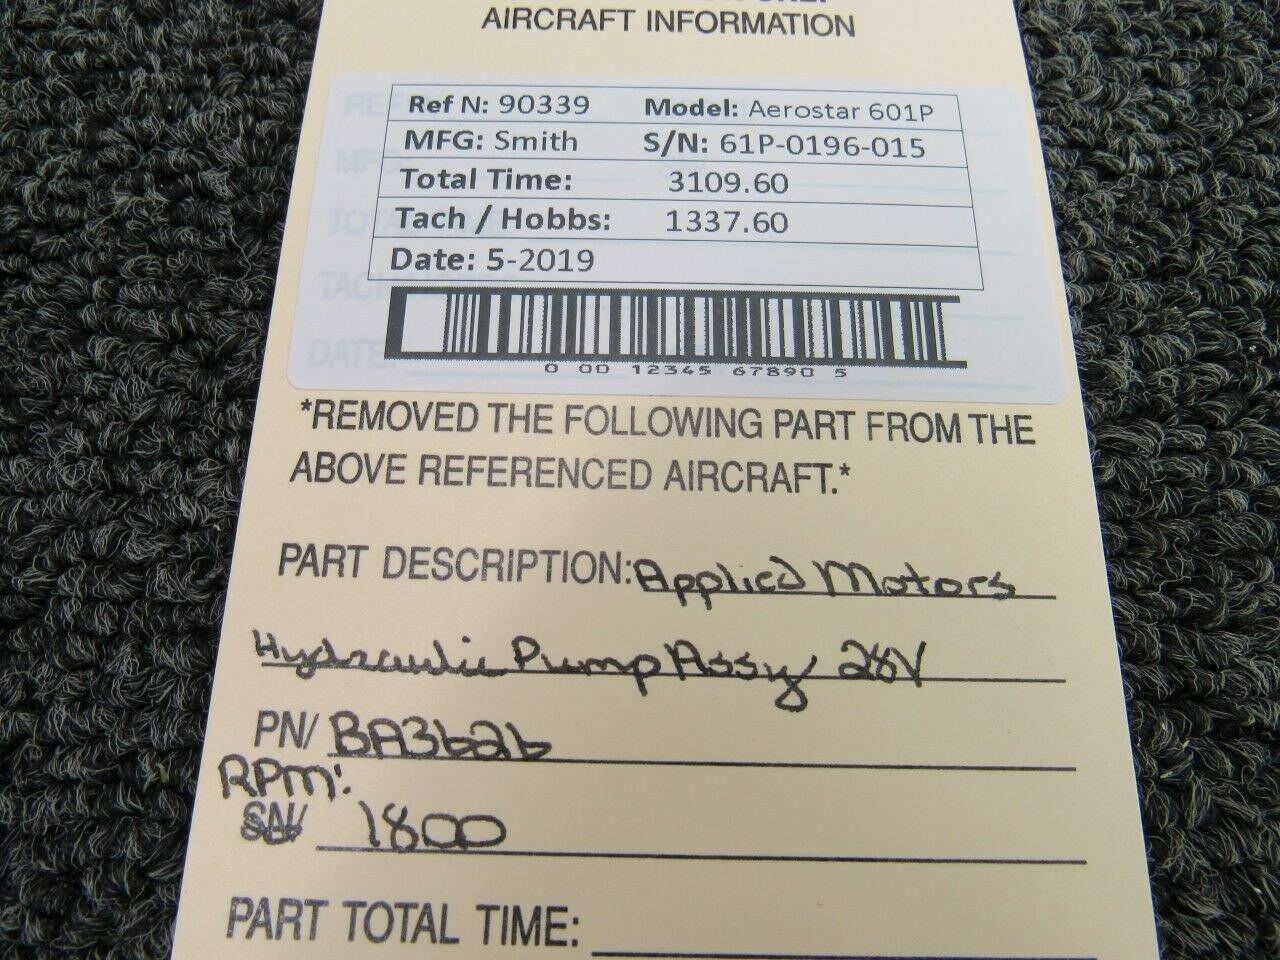 AIRCRAFT INFORMATION
Ref N: 90339 Model: Aerostar 601P
MFG: Smith S/N: 61P-0196-015
Total Time: 3109.60
Tach / Hobbs: 1337.60
Date: 5-2019
0 00 12345 67890 5
*REMOVED THE FOLLOWING PART FROM THE
ABOVE REFERENCED AIRCRAFT.*
PART DESCRIPTION: Applied Motors
Hydraulic Pump Assy 28V
PN/ BA3626
RPM:
SN/ 1800
PART TOTAL TIME: